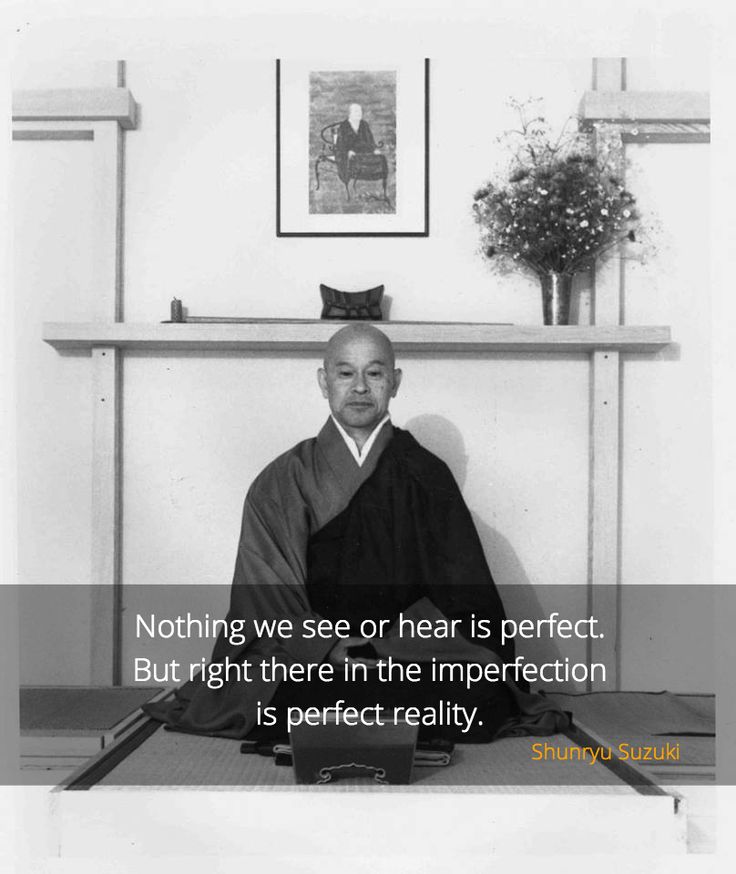 Nothing we see or hear is perfect.
But right there in the imperfection
is perfect reality.
Shunryu Suzuki